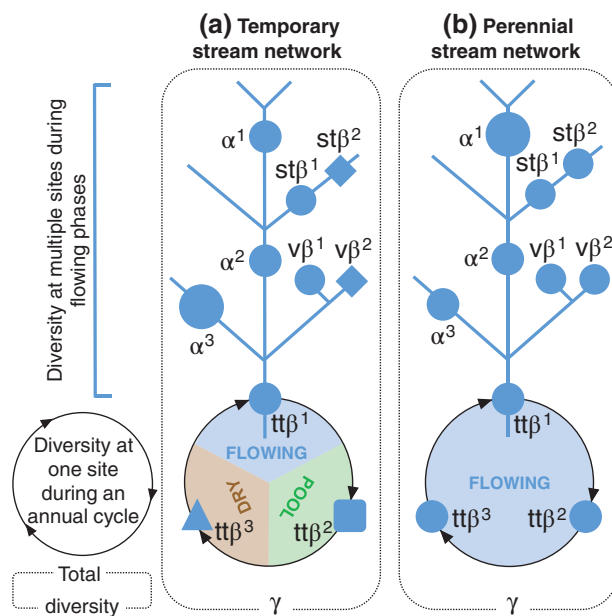 (a) Temporary
stream network
(b) Perennial
stream network
Diversity at multiple sites during
flowing phases
α¹
stβ¹
stβ²
α²
vβ¹
vβ²
α³
ttβ¹
FLOWING
DRY
POOL
ttβ³
ttβ²
γ
α¹
stβ¹
stβ²
α²
vβ¹
vβ²
α³
ttβ¹
FLOWING
ttβ³
ttβ²
γ
Diversity at
one site
during an
annual cycle
Total
diversity